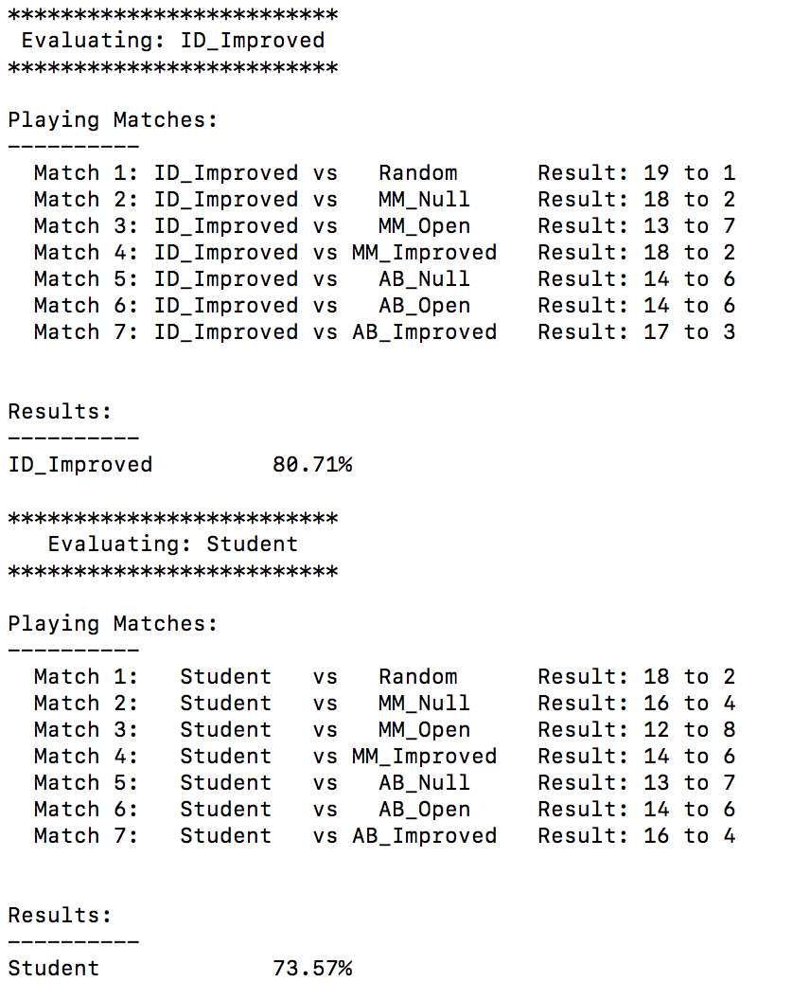 *************************
 Evaluating: ID_Improved
*************************

Playing Matches:
----------
  Match 1: ID_Improved vs   Random      Result: 19 to 1
  Match 2: ID_Improved vs   MM_Null     Result: 18 to 2
  Match 3: ID_Improved vs   MM_Open     Result: 13 to 7
  Match 4: ID_Improved vs MM_Improved   Result: 18 to 2
  Match 5: ID_Improved vs   AB_Null     Result: 14 to 6
  Match 6: ID_Improved vs   AB_Open     Result: 14 to 6
  Match 7: ID_Improved vs AB_Improved   Result: 17 to 3


Results:
----------
ID_Improved         80.71%

*************************
   Evaluating: Student
*************************

Playing Matches:
----------
  Match 1:   Student   vs   Random      Result: 18 to 2
  Match 2:   Student   vs   MM_Null     Result: 16 to 4
  Match 3:   Student   vs   MM_Open     Result: 12 to 8
  Match 4:   Student   vs MM_Improved   Result: 14 to 6
  Match 5:   Student   vs   AB_Null     Result: 13 to 7
  Match 6:   Student   vs   AB_Open     Result: 14 to 6
  Match 7:   Student   vs AB_Improved   Result: 16 to 4


Results:
----------
Student             73.57%